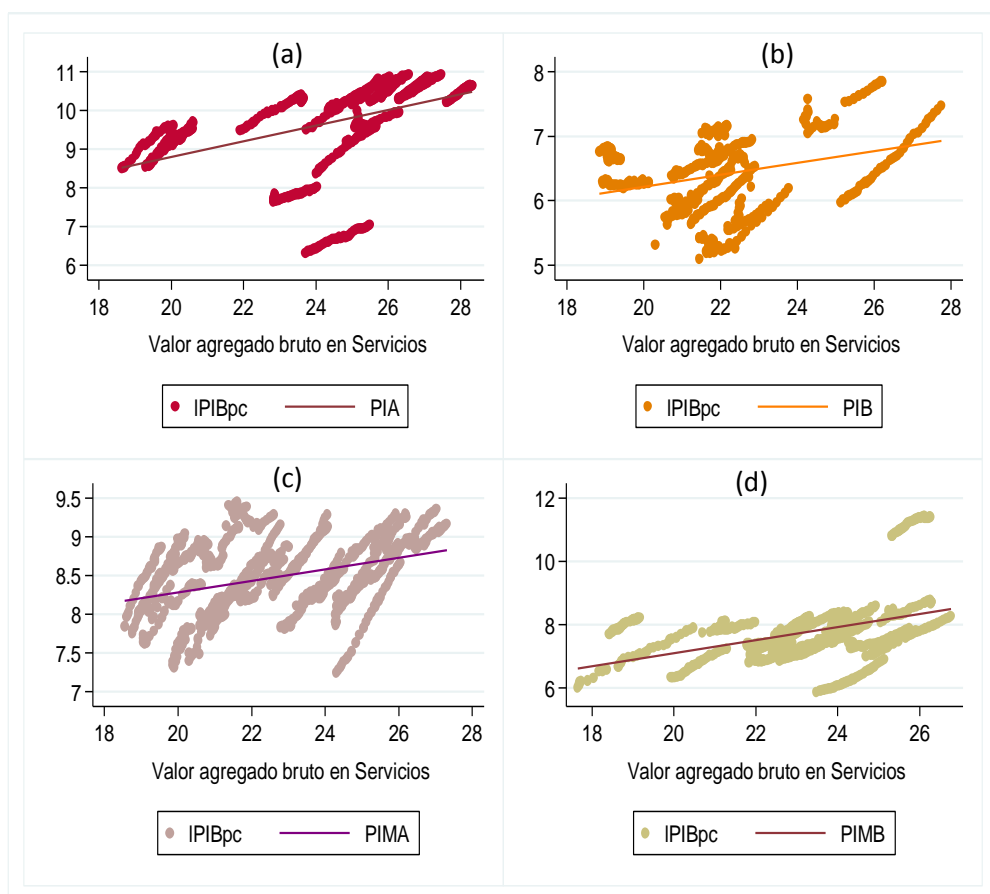 (a)
11
10
9
8
7
6
18 20 22 24 26 28
Valor agregado bruto en Servicios
lPIBpc PIA
(b)
8
7
6
5
18 20 22 24 26 28
Valor agregado bruto en Servicios
lPIBpc PIB
(c)
9.5
9
8.5
8
7.5
7
18 20 22 24 26 28
Valor agregado bruto en Servicios
lPIBpc PIMA
(d)
12
10
8
6
18 20 22 24 26
Valor agregado bruto en Servicios
lPIBpc PIMB